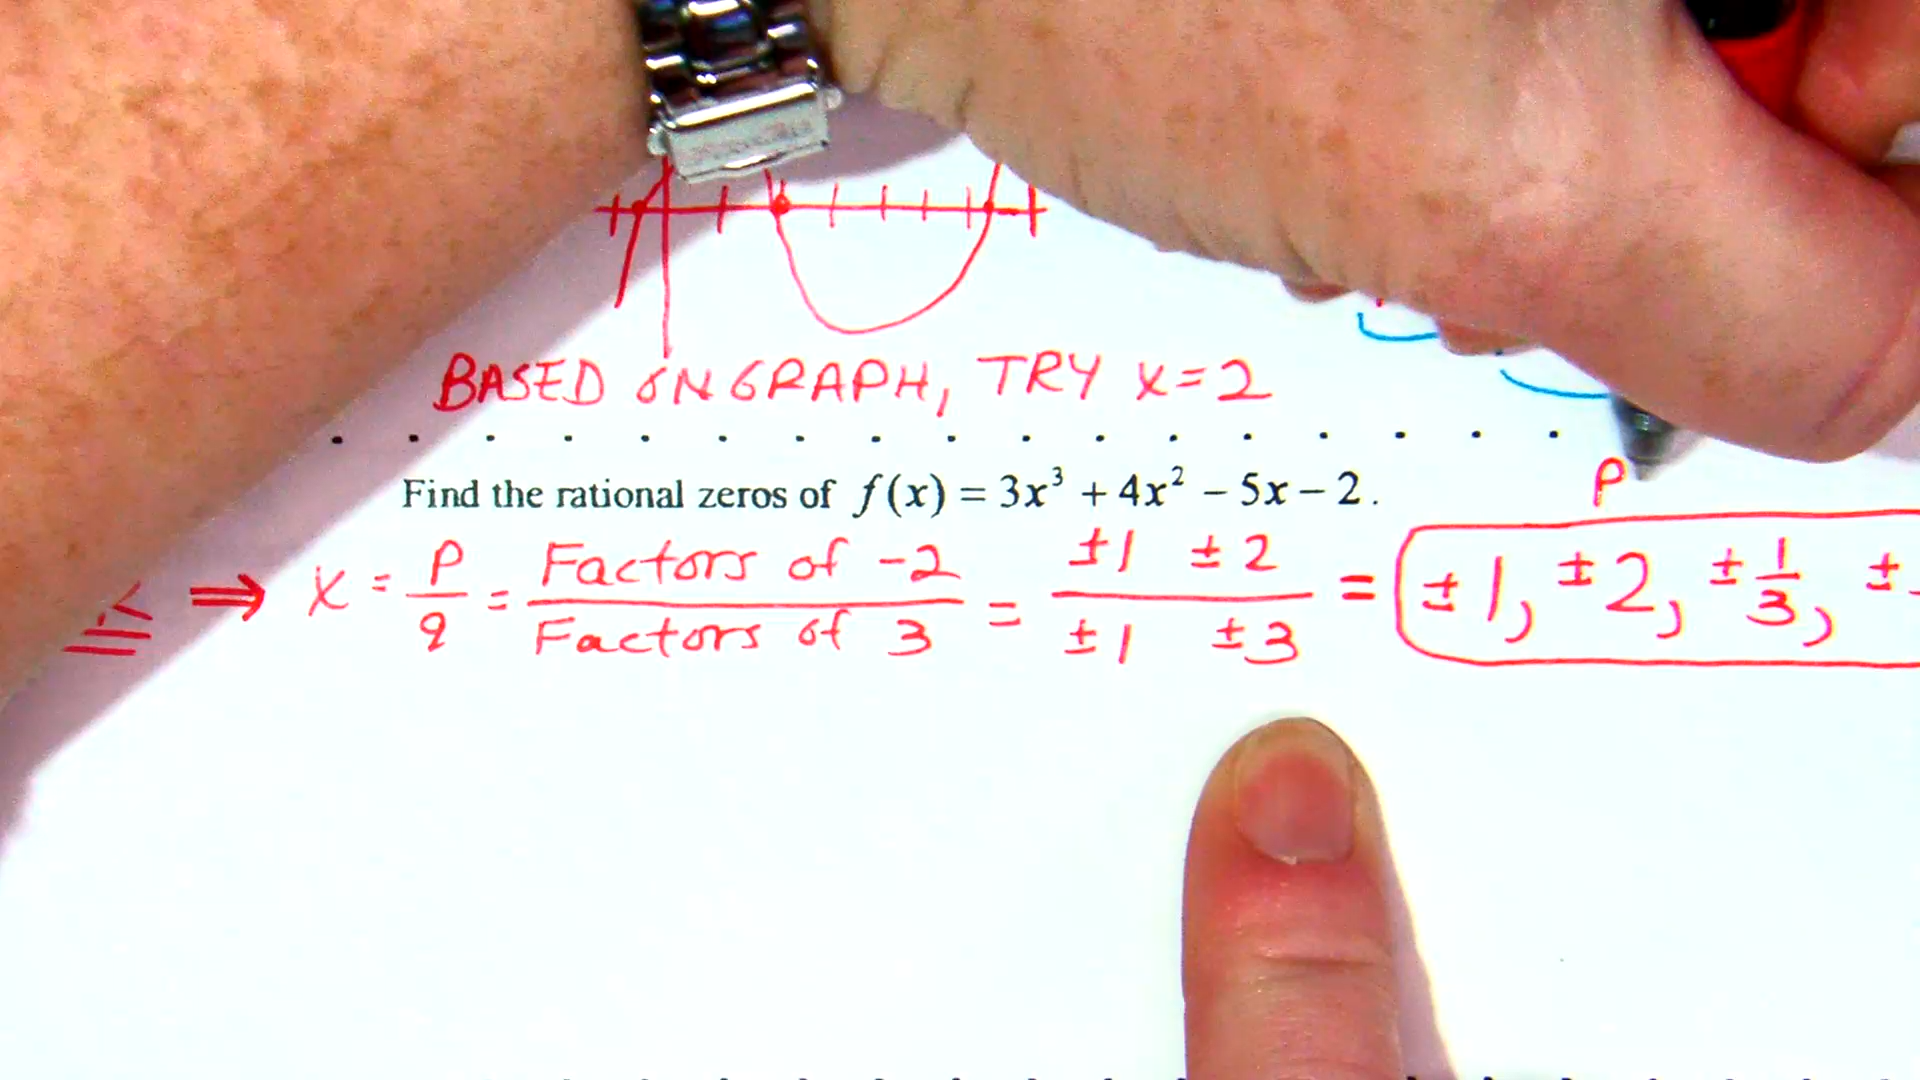 BASED ON GRAPH, TRY X=2
Find the rational zeros of f(x) = 3x³ + 4x² − 5x − 2.
P
⇒ X = P/q = Factors of -2 / Factors of 3 = ±1 ±2 / ±1 ±3 = ±1, ±2, ±1/3, ±